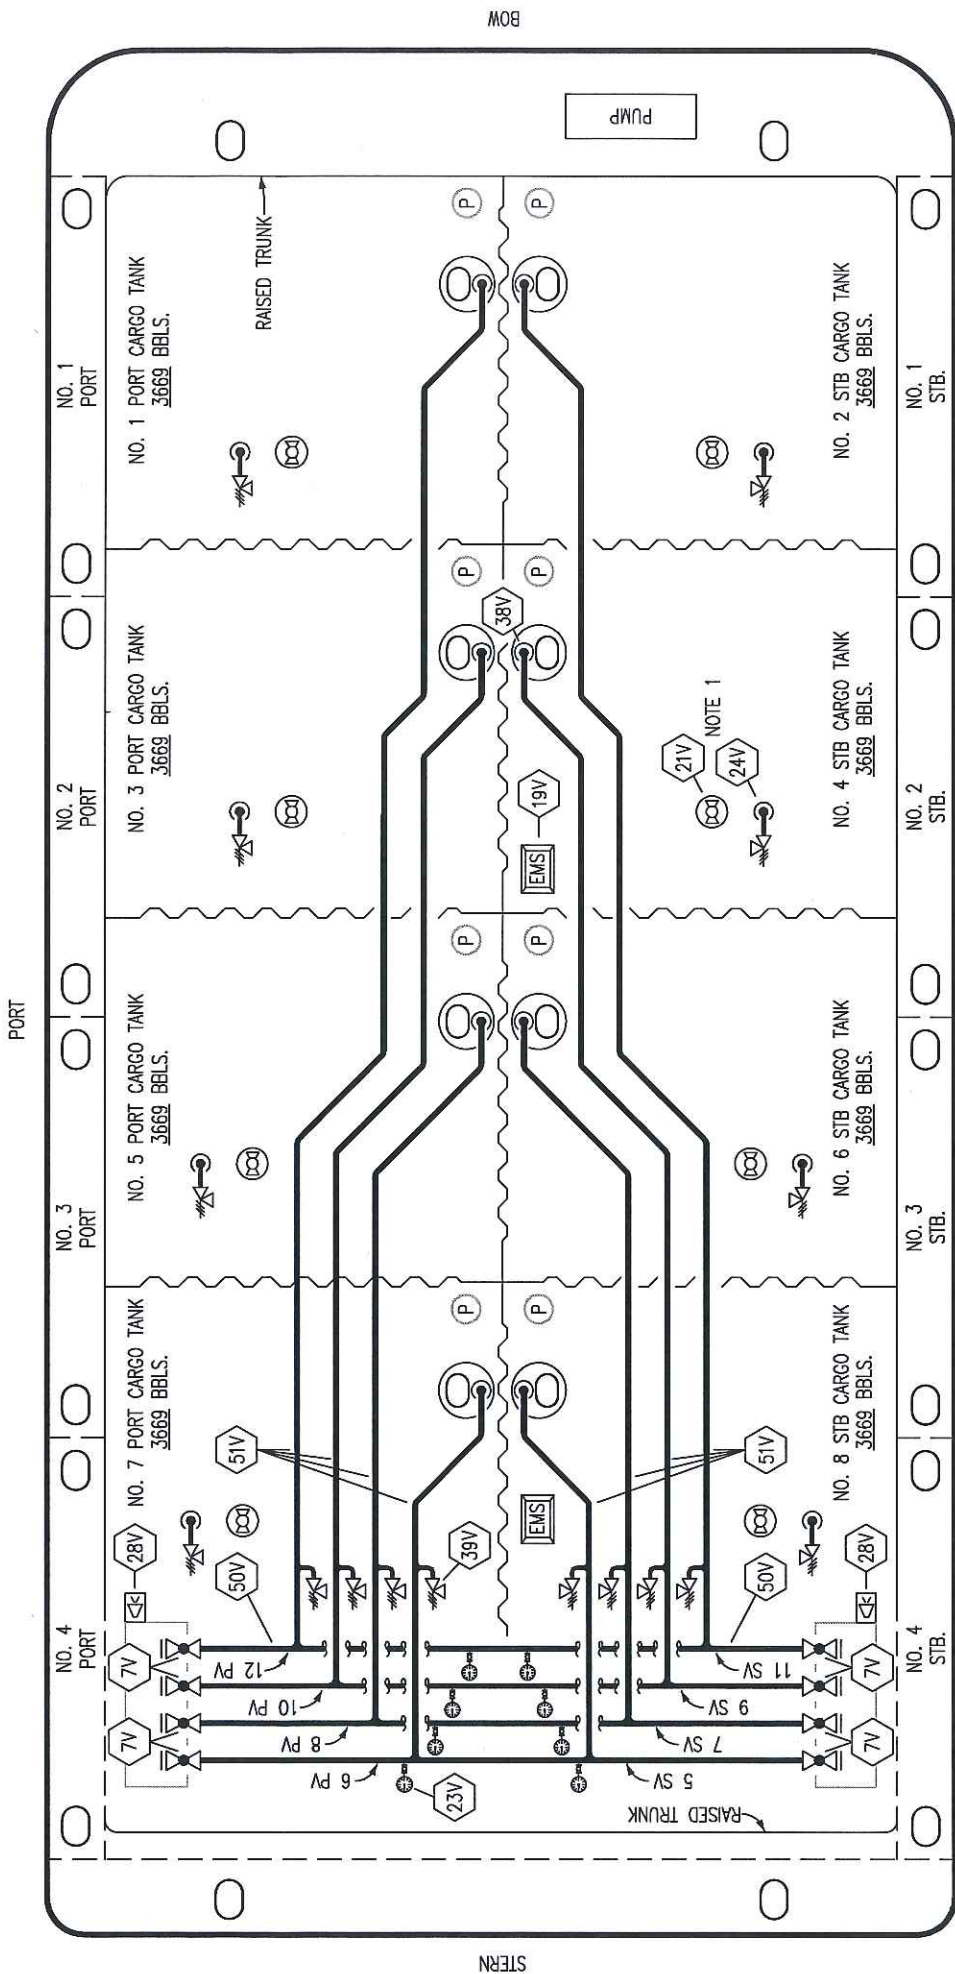 BOW
PUMP
RAISED TRUNK
PORT
NO. 1
PORT
NO. 1 PORT CARGO TANK
3669 BBLS.
P
P
NO. 2 STB CARGO TANK
3669 BBLS.
NO. 1
STB.
NO. 2
PORT
NO. 3 PORT CARGO TANK
3669 BBLS.
P
P
38V
19V
EMS
21V
NOTE 1
24V
NO. 4 STB CARGO TANK
3669 BBLS.
NO. 2
STB.
NO. 3
PORT
NO. 5 PORT CARGO TANK
3669 BBLS.
P
P
NO. 6 STB CARGO TANK
3669 BBLS.
NO. 3
STB.
NO. 4
PORT
NO. 7 PORT CARGO TANK
3669 BBLS.
P
P
51V
51V
EMS
NO. 8 STB CARGO TANK
3669 BBLS.
NO. 4
STB.
28V
50V
39V
50V
28V
7V
7V
7V
7V
12 PV
10 PV
8 PV
6 PV
11 SV
9 SV
7 SV
5 SV
23V
RAISED TRUNK
STERN